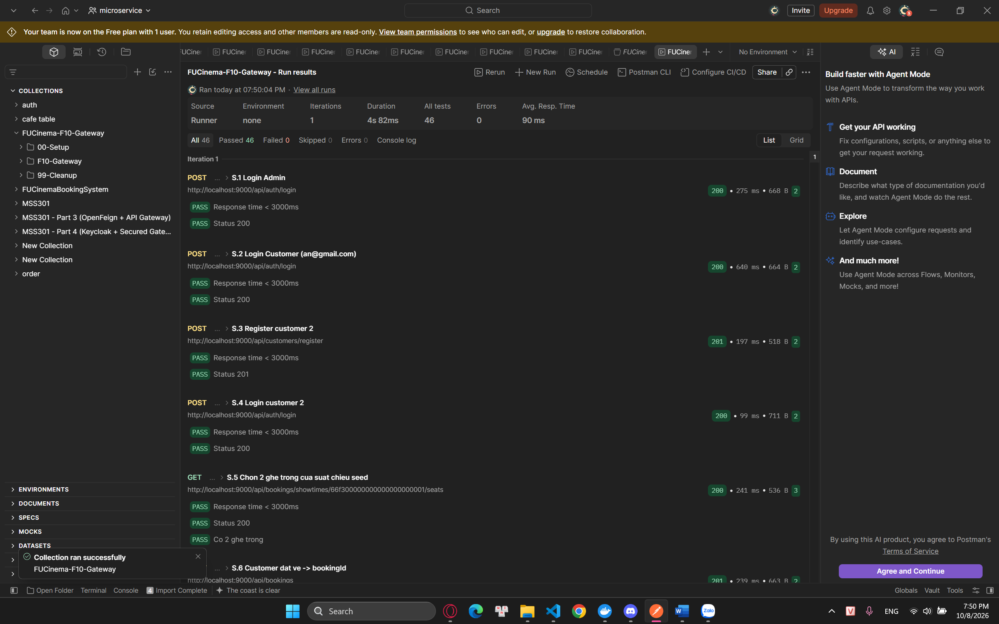 microservice
Search
Invite
Upgrade
Your team is now on the Free plan with 1 user. You retain editing access and other members are read-only. View team permissions to see who can edit, or upgrade to restore collaboration.
FUCiner
FUCiner
FUCiner
FUCiner
FUCiner
FUCiner
FUCiner
FUCiner
FUCiner
FUCiner
FUCiner
No Environment
AI
COLLECTIONS
auth
cafe table
FUCinema-F10-Gateway
00-Setup
F10-Gateway
99-Cleanup
FUCinemaBookingSystem
MSS301
MSS301 - Part 3 (OpenFeign + API Gateway)
MSS301 - Part 4 (Keycloak + Secured Gate...
New Collection
New Collection
order
ENVIRONMENTS
DOCUMENTS
SPECS
MOCKS
DATASETS
Collection ran successfully
FUCinema-F10-Gateway
FUCinema-F10-Gateway - Run results
Rerun
New Run
Schedule
Postman CLI
Configure CI/CD
Share
Ran today at 07:50:04 PM · View all runs
Source Environment Iterations Duration All tests Errors Avg. Resp. Time
Runner none 1 4s 82ms 46 0 90 ms
All 46 Passed 46 Failed 0 Skipped 0 Errors 0 Console log
List Grid
Iteration 1
1
POST ... > S.1 Login Admin
http://localhost:9000/api/auth/login
200 • 275 ms • 668 B 2
PASS Response time < 3000ms
PASS Status 200
POST ... > S.2 Login Customer (an@gmail.com)
http://localhost:9000/api/auth/login
200 • 640 ms • 664 B 2
PASS Response time < 3000ms
PASS Status 200
POST ... > S.3 Register customer 2
http://localhost:9000/api/customers/register
201 • 197 ms • 518 B 2
PASS Response time < 3000ms
PASS Status 201
POST ... > S.4 Login customer 2
http://localhost:9000/api/auth/login
200 • 99 ms • 711 B 2
PASS Response time < 3000ms
PASS Status 200
GET ... > S.5 Chon 2 ghe trong cua suat chieu seed
http://localhost:9000/api/bookings/showtimes/66f300000000000000000001/seats
200 • 241 ms • 536 B 3
PASS Response time < 3000ms
PASS Status 200
PASS Co 2 ghe trong
... > S.6 Customer dat ve -> bookingId
http://localhost:9000/api/bookings
201 • 239 ms • 663 B 2
Build faster with Agent Mode
Use Agent Mode to transform the way you work
with APIs.
Get your API working
Fix configurations, scripts, or anything else to
get your request working.
Document
Describe what type of documentation you'd
like, and watch Agent Mode do the rest.
Explore
Let Agent Mode configure requests and
identify use-cases.
And much more!
Use Agent Mode across Flows, Monitors,
Mocks, and more!
By using this AI product, you agree to Postman's
Terms of Service
Agree and Continue
Open Folder
Terminal
Console
4 Import Complete
The coast is clear
Globals
Vault
Tools
Search
Zalo
ENG
7:50 PM
10/8/2026